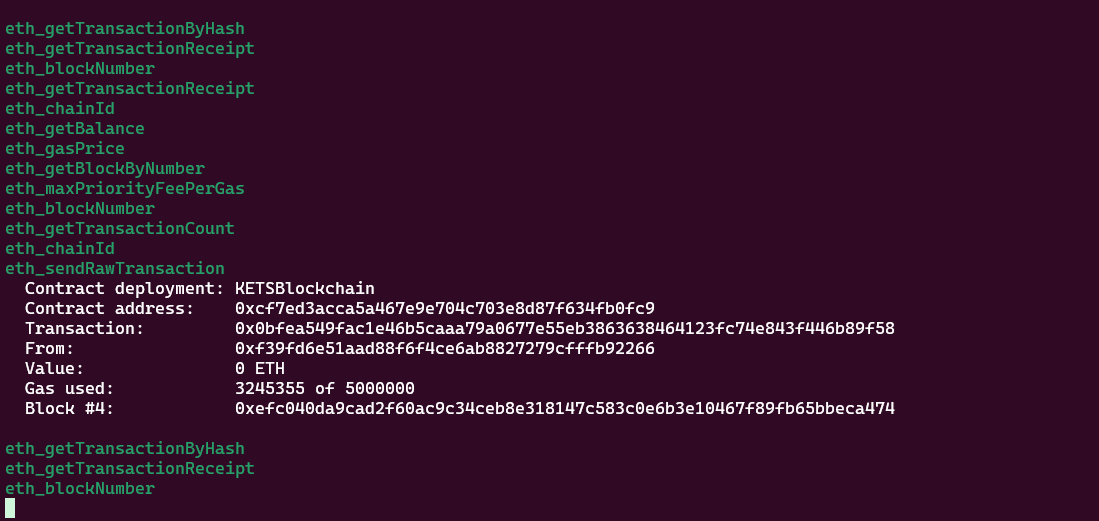 eth_getTransactionByHash
eth_getTransactionReceipt
eth_blockNumber
eth_getTransactionReceipt
eth_chainId
eth_getBalance
eth_gasPrice
eth_getBlockByNumber
eth_maxPriorityFeePerGas
eth_blockNumber
eth_getTransactionCount
eth_chainId
eth_sendRawTransaction
Contract deployment: KETSBlockchain
Contract address: 0xcf7ed3acca5a467e9e704c703e8d87f634fb0fc9
Transaction: 0x0bfea549fac1e46b5caaa79a0677e55eb3863638464123fc74e843f446b89f58
From: 0xf39fd6e51aad88f6f4ce6ab8827279cfffb92266
Value: 0 ETH
Gas used: 3245355 of 5000000
Block #4: 0xefc040da9cad2f60ac9c34ceb8e318147c583c0e6b3e10467f89fb65bbeca474
eth_getTransactionByHash
eth_getTransactionReceipt
eth_blockNumber